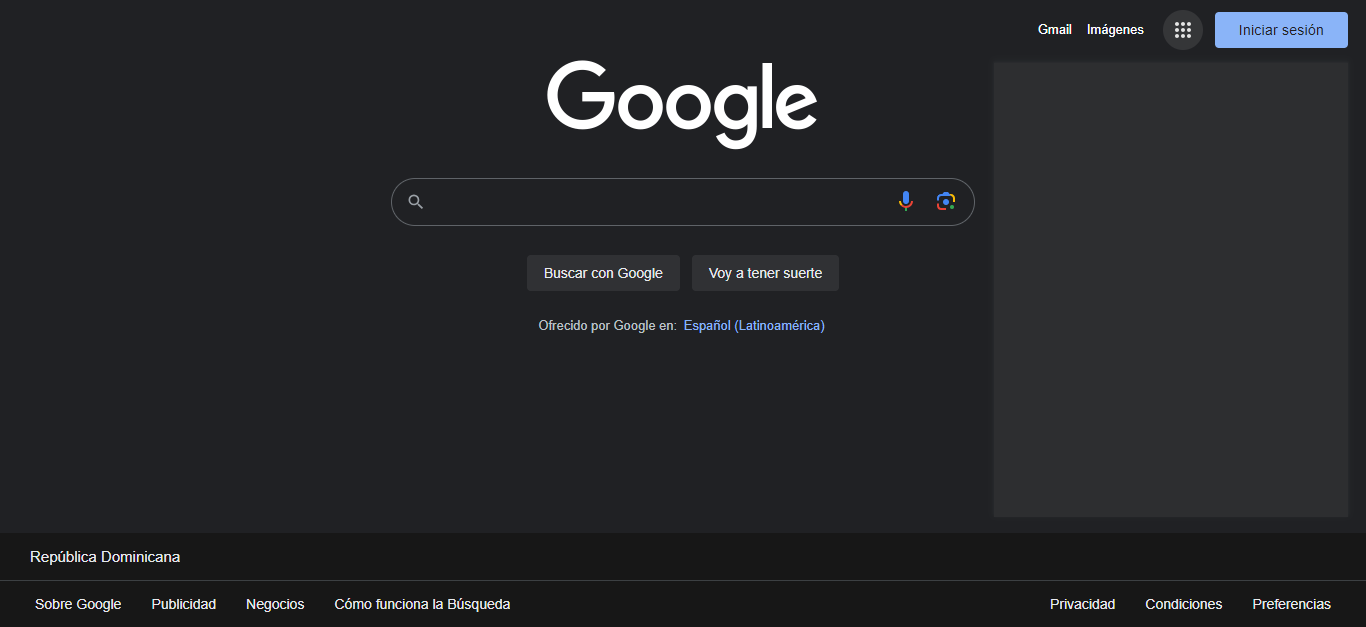 Gmail Imágenes Iniciar sesión
Google
Buscar con Google Voy a tener suerte
Ofrecido por Google en: Español (Latinoamérica)
República Dominicana
Sobre Google Publicidad Negocios Cómo funciona la Búsqueda Privacidad Condiciones Preferencias